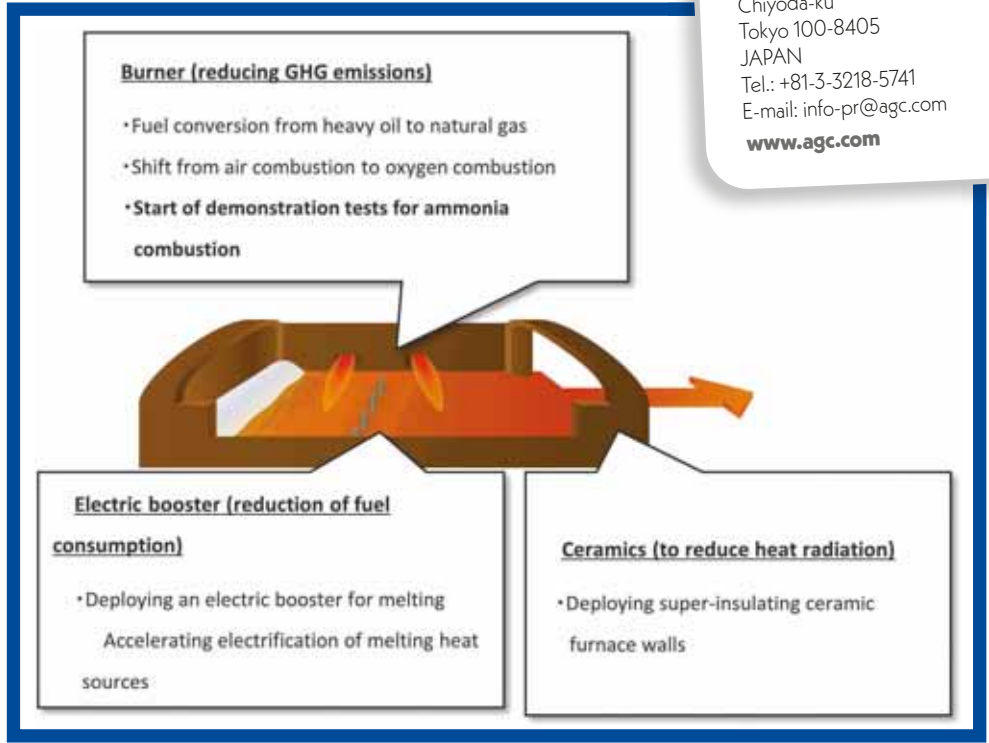 Chiyoda-ku
Tokyo 100-8405
JAPAN
Tel.: +81-3-3218-5741
E-mail: info-pr@agc.com
www.agc.com
Burner (reducing GHG emissions)
・Fuel conversion from heavy oil to natural gas
・Shift from air combustion to oxygen combustion
・Start of demonstration tests for ammonia
combustion
Electric booster (reduction of fuel
consumption)
・Deploying an electric booster for melting
Accelerating electrification of melting heat
sources
Ceramics (to reduce heat radiation)
・Deploying super-insulating ceramic
furnace walls